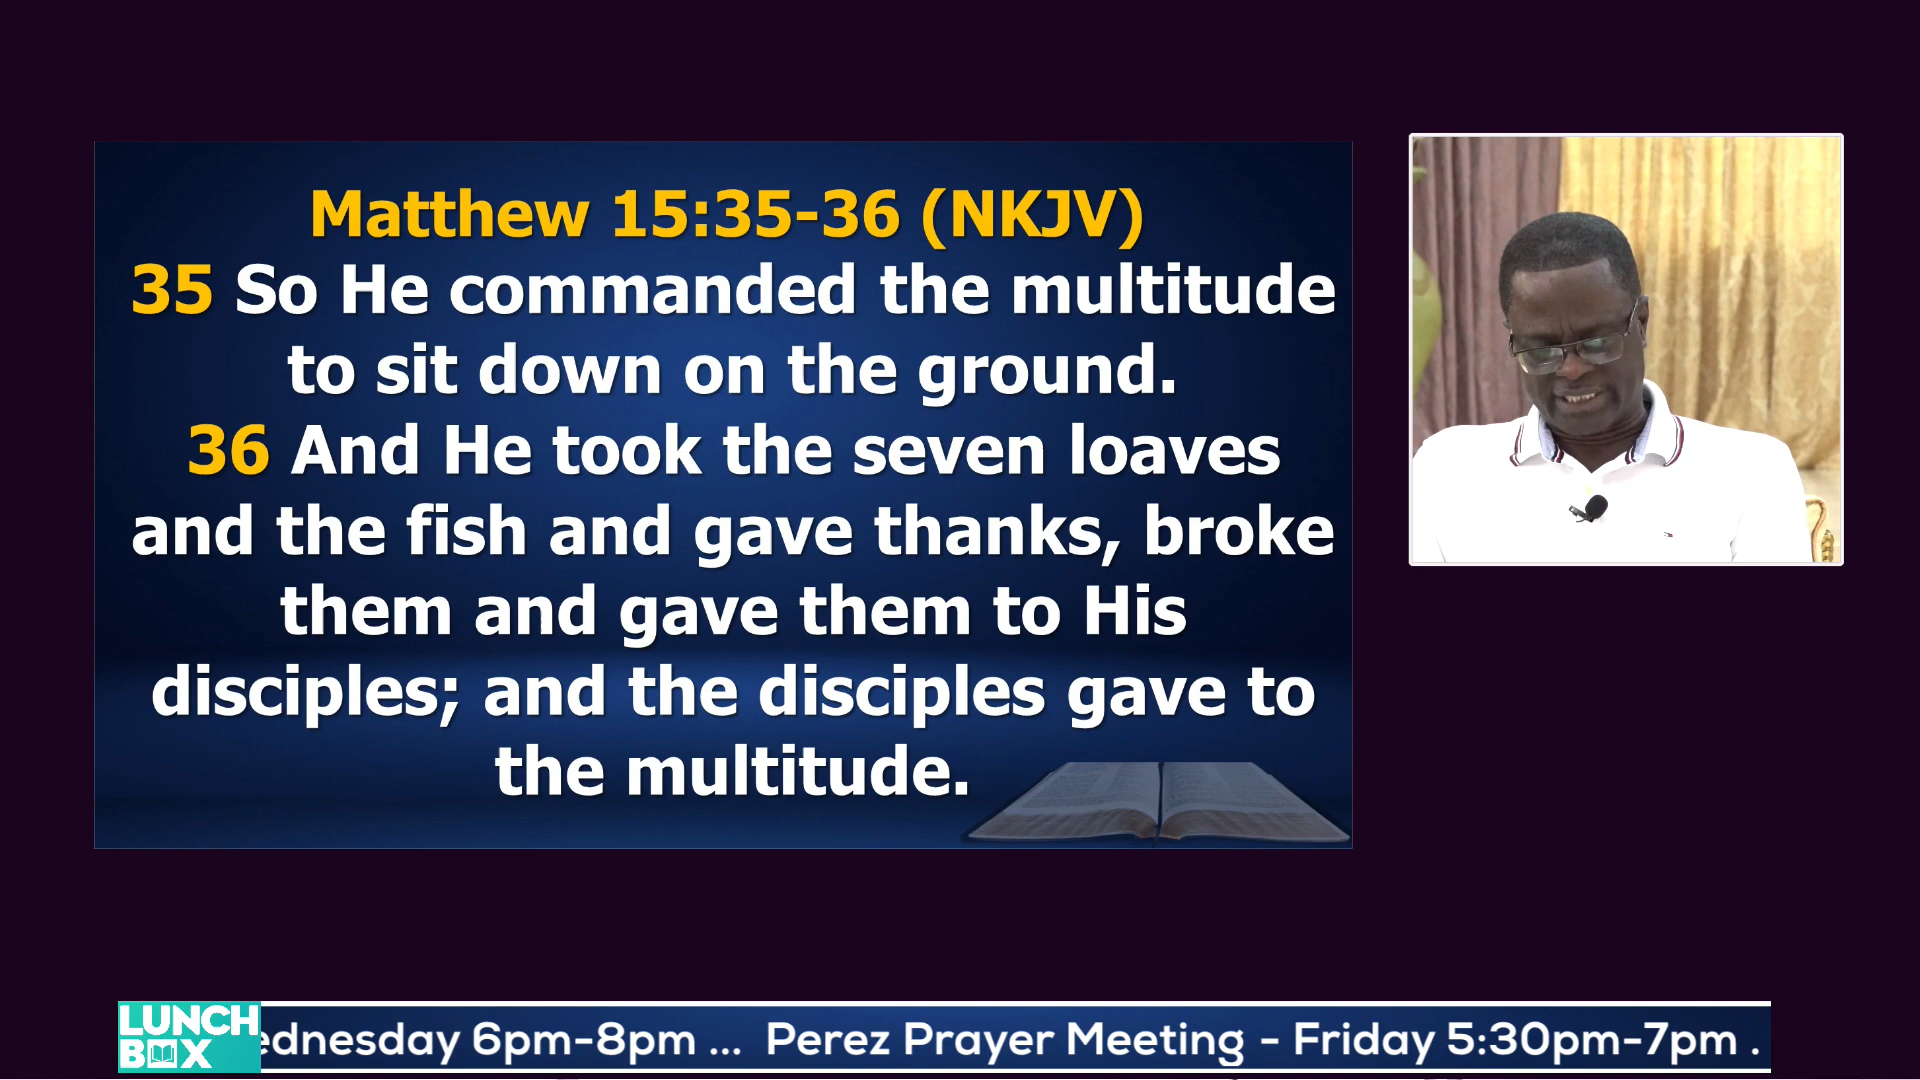 Matthew 15:35-36 (NKJV)
35 So He commanded the multitude
to sit down on the ground.
36 And He took the seven loaves
and the fish and gave thanks, broke
them and gave them to His
disciples; and the disciples gave to
the multitude.
LUNCH
BOX
ednesday 6pm-8pm ... Perez Prayer Meeting - Friday 5:30pm-7pm .